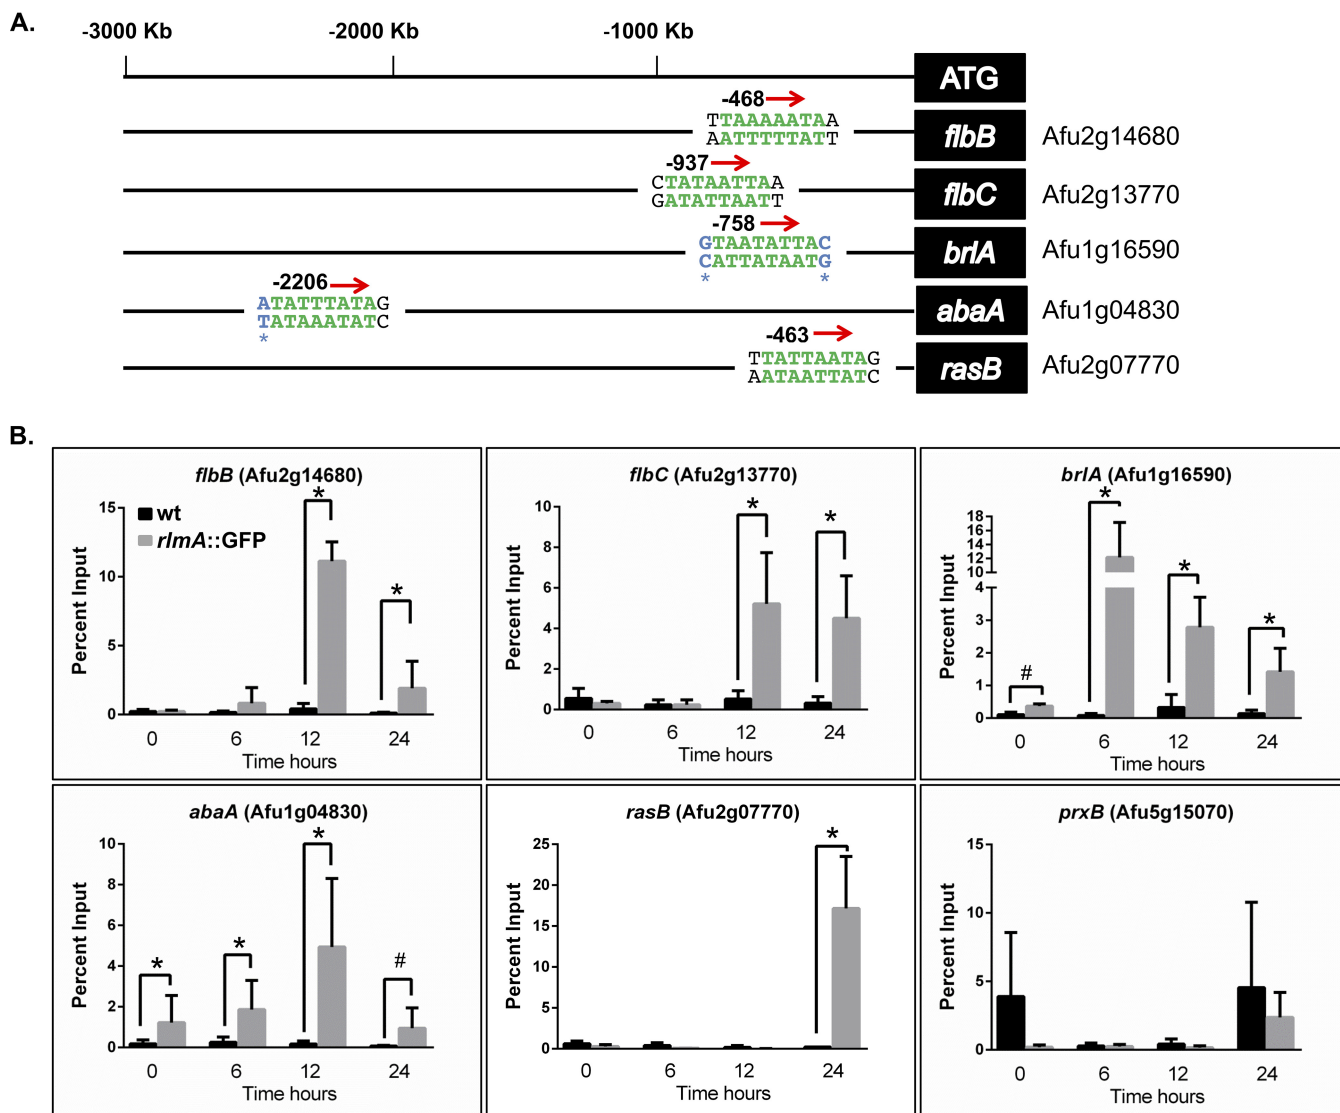 A.
-3000 Kb -2000 Kb -1000 Kb
ATG
-468
TTAAAAATAA
AATTTTTATT
flbB Afu2g14680
-937
CTATAATTAA
GATATTAATT
flbC Afu2g13770
-758
GTAATATTAC
CATTATAATG
* *
brlA Afu1g16590
-2206
ATATTTATAG
TATAAATATC
*
abaA Afu1g04830
-463
TTATTAATAG
AATAATTATC
rasB Afu2g07770
B.
flbB (Afu2g14680)
Percent Input
15
10
5
0
wt
rlmA::GFP
*
*
0 6 12 24
Time hours
flbC (Afu2g13770)
Percent Input
10
8
6
4
2
0
*
*
0 6 12 24
Time hours
brlA (Afu1g16590)
Percent Input
18
16
14
12
10
4
3
2
1
0
#
*
*
*
0 6 12 24
Time hours
abaA (Afu1g04830)
Percent Input
10
8
6
4
2
0
*
*
*
#
0 6 12 24
Time hours
rasB (Afu2g07770)
Percent Input
25
20
15
10
5
0
*
0 6 12 24
Time hours
prxB (Afu5g15070)
Percent Input
15
10
5
0
0 6 12 24
Time hours